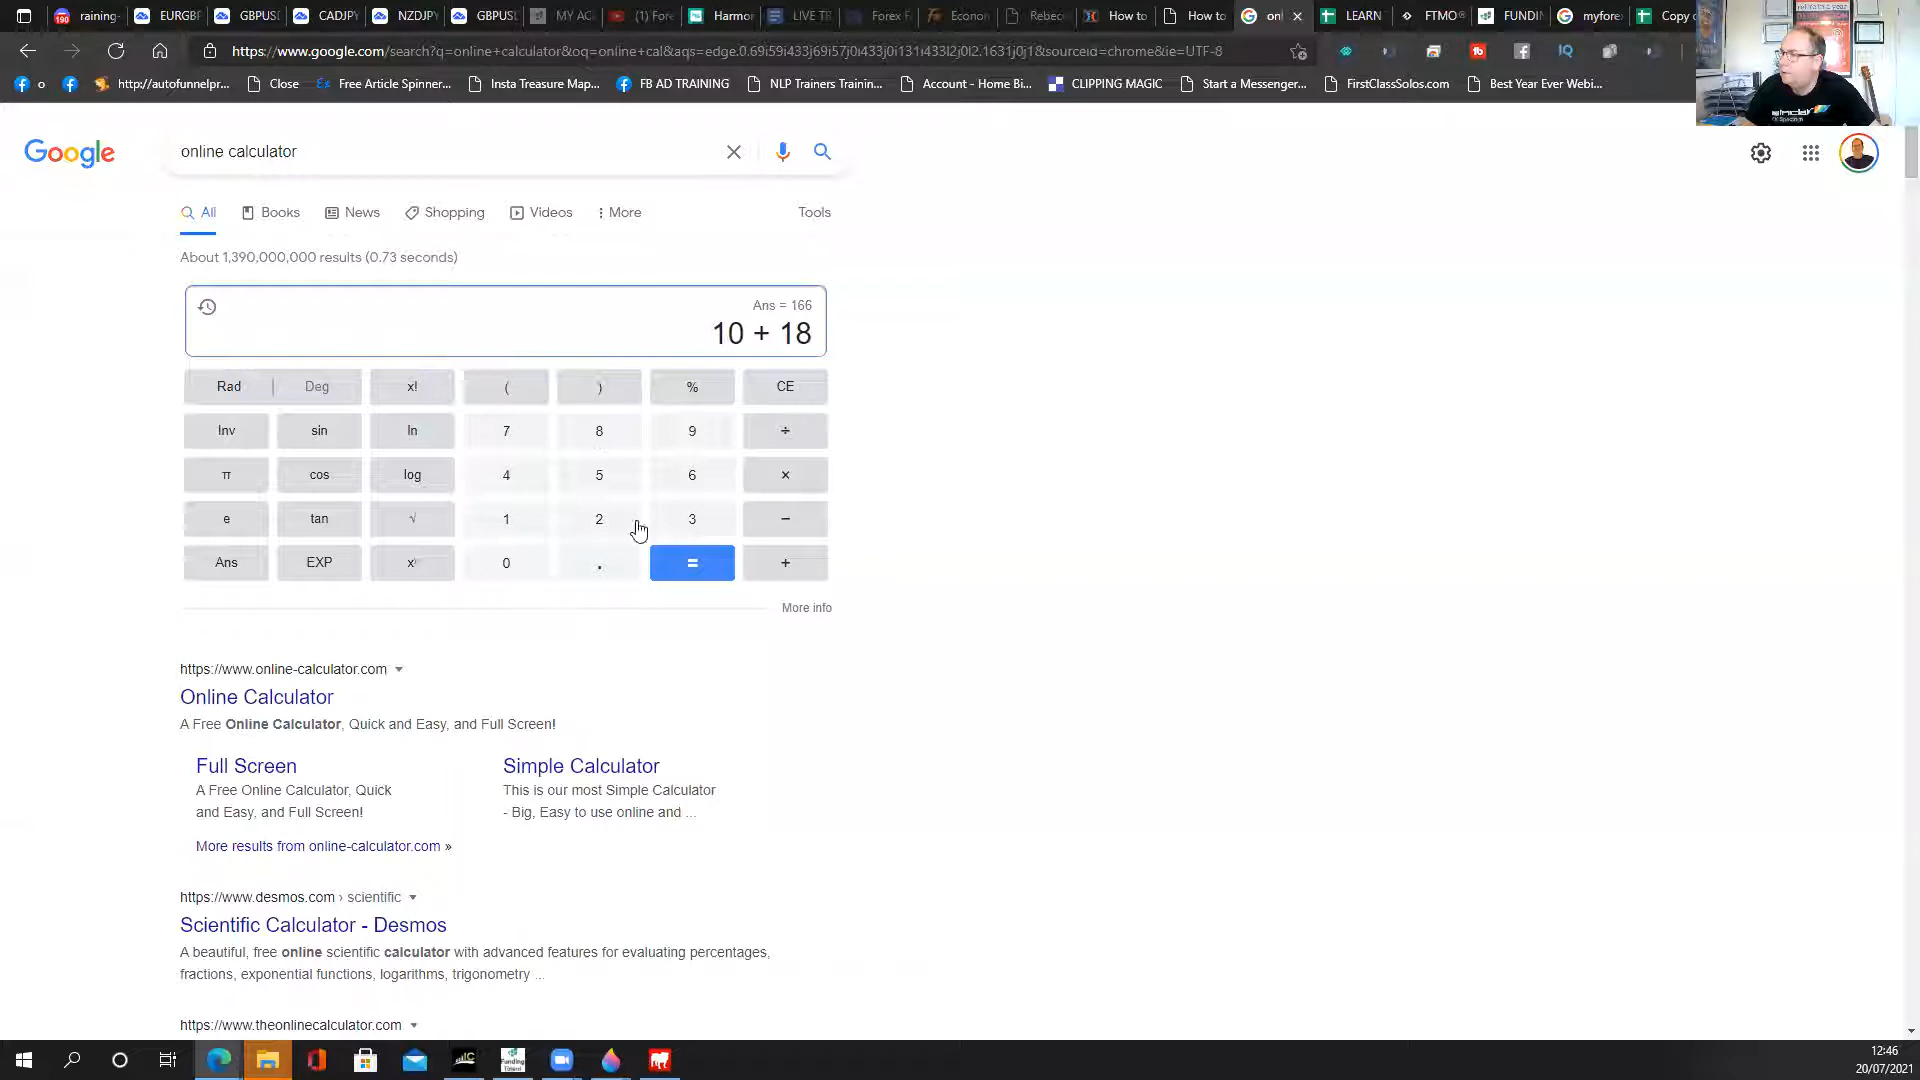 raining-
EURGBP
GBPUSD
CADJPY
NZDJPY
GBPUSD
MY AC
(1) Fore
Harmon
LIVE TR
Forex F
Econom
Rebec
How to
How to
onl
LEARN
FTMO®
FUNDI
myforex
Copy o
https://www.google.com/search?q=online+calculator&oq=online+cal&aqs=edge.0.69i59i433j69i57j0i433j0i131i433l2j0l2.1631j0j1&sourceid=chrome&ie=UTF-8
o
http://autofunnelpr...
Close
Free Article Spinner...
Insta Treasure Map...
FB AD TRAINING
NLP Trainers Trainin...
Account - Home Bi...
CLIPPING MAGIC
Start a Messenger...
FirstClassSolos.com
Best Year Ever Webi...
sinclair
Google
online calculator
All
Books
News
Shopping
Videos
More
Tools
About 1,390,000,000 results (0.73 seconds)
Ans = 166
10 + 18
Rad
Deg
x!
(
)
%
CE
Inv
sin
ln
7
8
9
÷
π
cos
log
4
5
6
×
e
tan
√
1
2
3
−
Ans
EXP
xʸ
0
.
=
+
More info
https://www.online-calculator.com
Online Calculator
A Free Online Calculator, Quick and Easy, and Full Screen!
Full Screen
A Free Online Calculator, Quick
and Easy, and Full Screen!
Simple Calculator
This is our most Simple Calculator
- Big, Easy to use online and ...
More results from online-calculator.com »
https://www.desmos.com › scientific
Scientific Calculator - Desmos
A beautiful, free online scientific calculator with advanced features for evaluating percentages,
fractions, exponential functions, logarithms, trigonometry ...
https://www.theonlinecalculator.com
12:46
20/07/2021